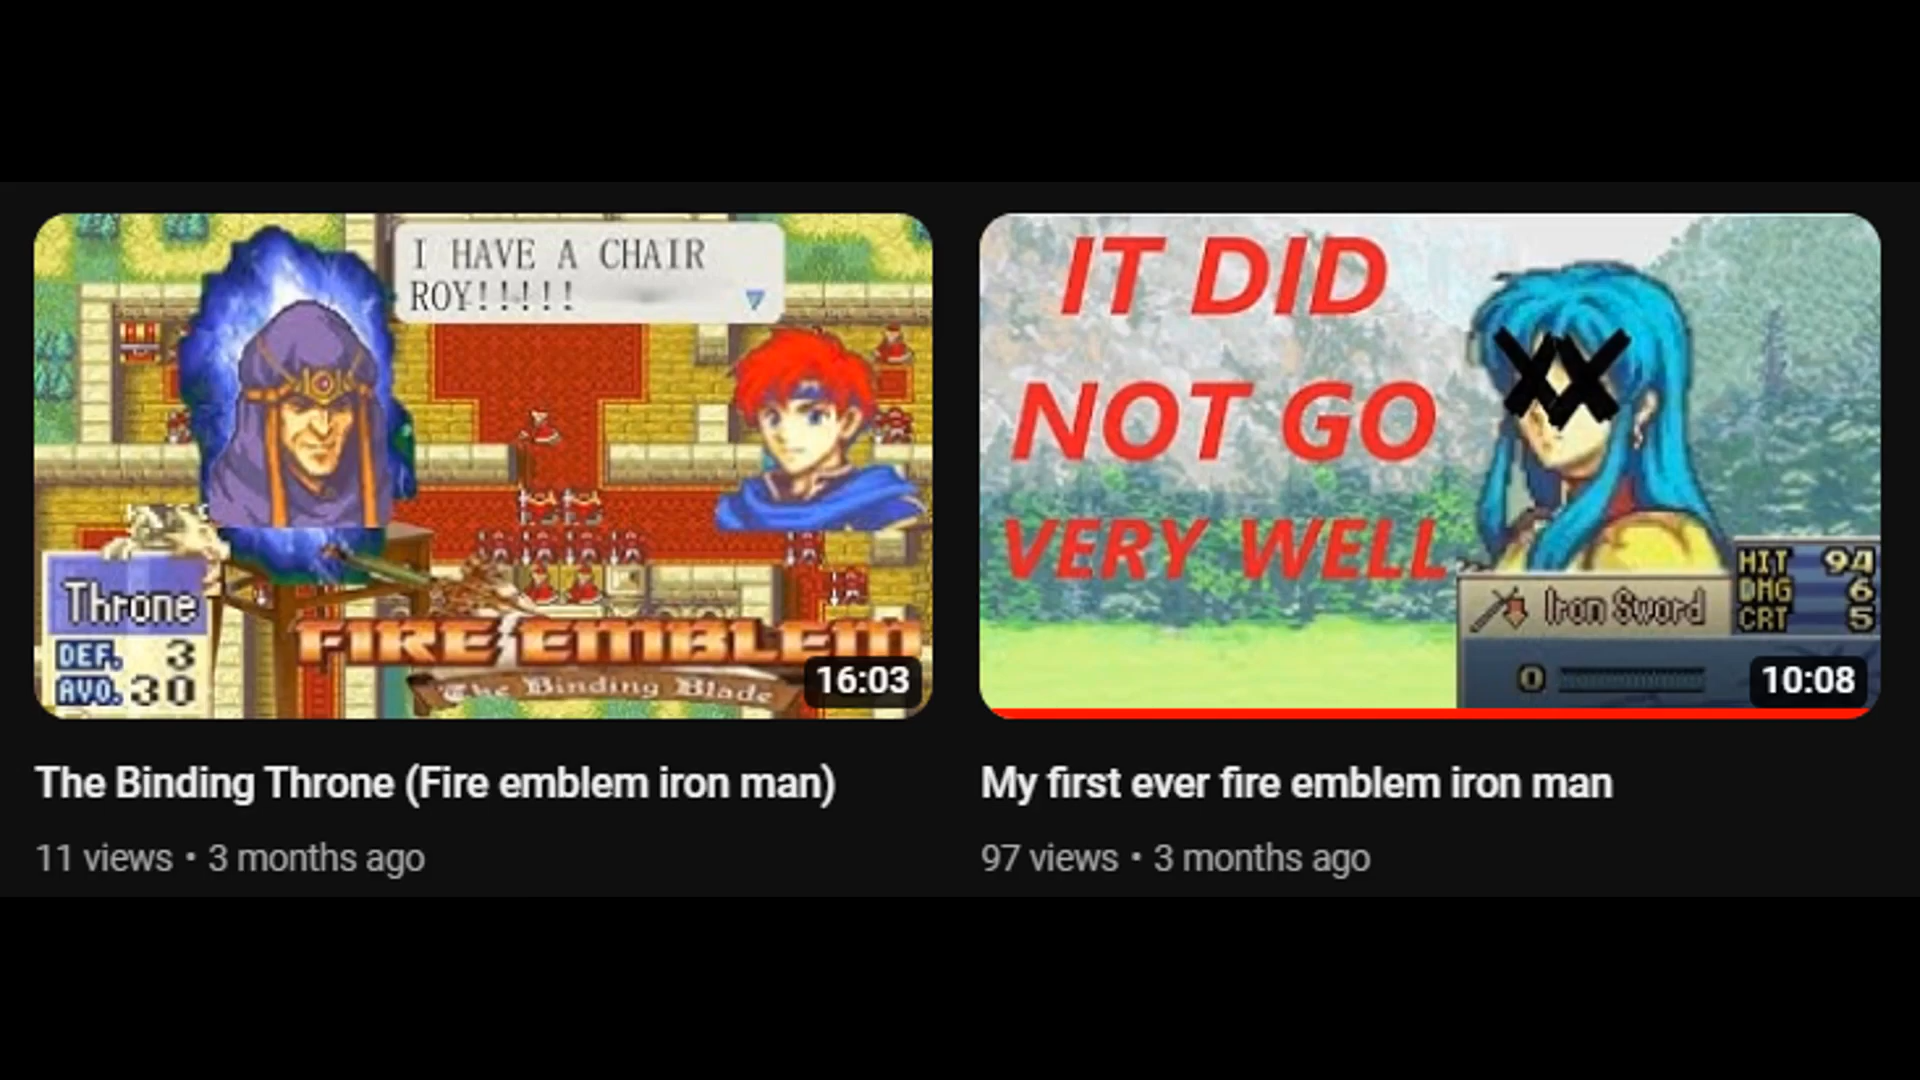 I HAVE A CHAIR
ROY!!!!!
Throne
DEF. 3
AVO. 30
FIRE EMBLEM
The Binding Blade
16:03
The Binding Throne (Fire emblem iron man)
11 views • 3 months ago
IT DID
NOT GO
VERY WELL
HIT 94
DMG 6
CRT 5
Iron Sword
0
10:08
My first ever fire emblem iron man
97 views • 3 months ago